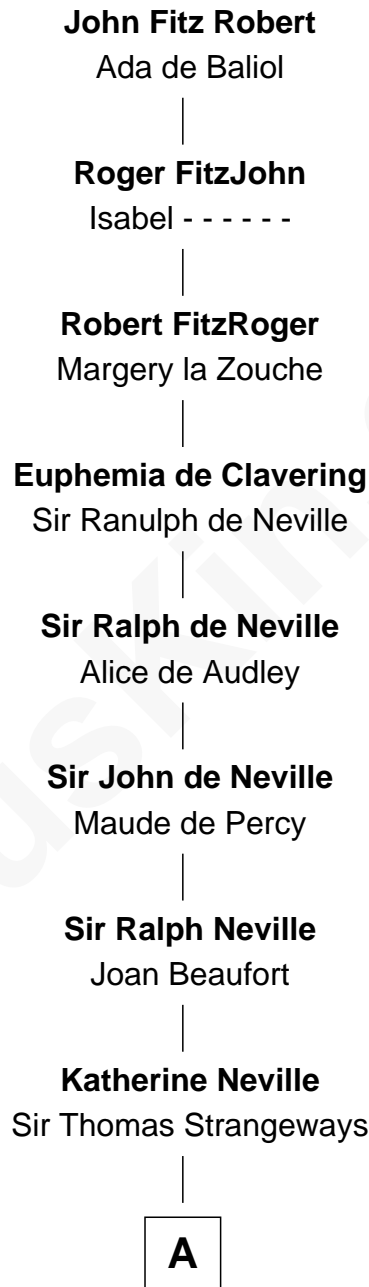 John Fitz Robert
Ada de Baliol
Roger FitzJohn
Isabel - - - - - -
Robert FitzRoger
Margery la Zouche
Euphemia de Clavering
Sir Ranulph de Neville
Sir Ralph de Neville
Alice de Audley
Sir John de Neville
Maude de Percy
Sir Ralph Neville
Joan Beaufort
Katherine Neville
Sir Thomas Strangeways
A